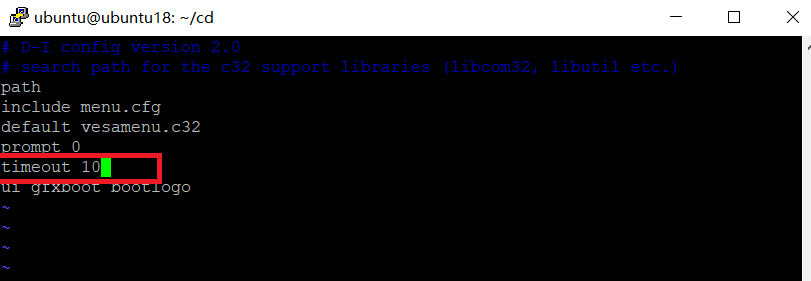 ubuntu@ubuntu18: ~/cd
# D-I config version 2.0
# search path for the c32 support libraries (libcom32, libutil etc.)
path
include menu.cfg
default vesamenu.c32
prompt 0
timeout 10
ui gfxboot bootlogo
~
~
~
~